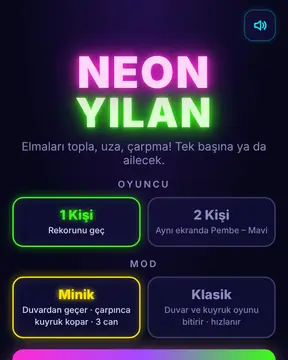 NEON
YILAN
Elmaları topla, uza, çarpma! Tek başına ya da
ailecek.
OYUNCU
1 Kişi
Rekorunu geç
2 Kişi
Aynı ekranda Pembe – Mavi
MOD
Minik
Duvardan geçer · çarpınca
kuyruk kopar · 3 can
Klasik
Duvar ve kuyruk oyunu
bitirir · hızlanır